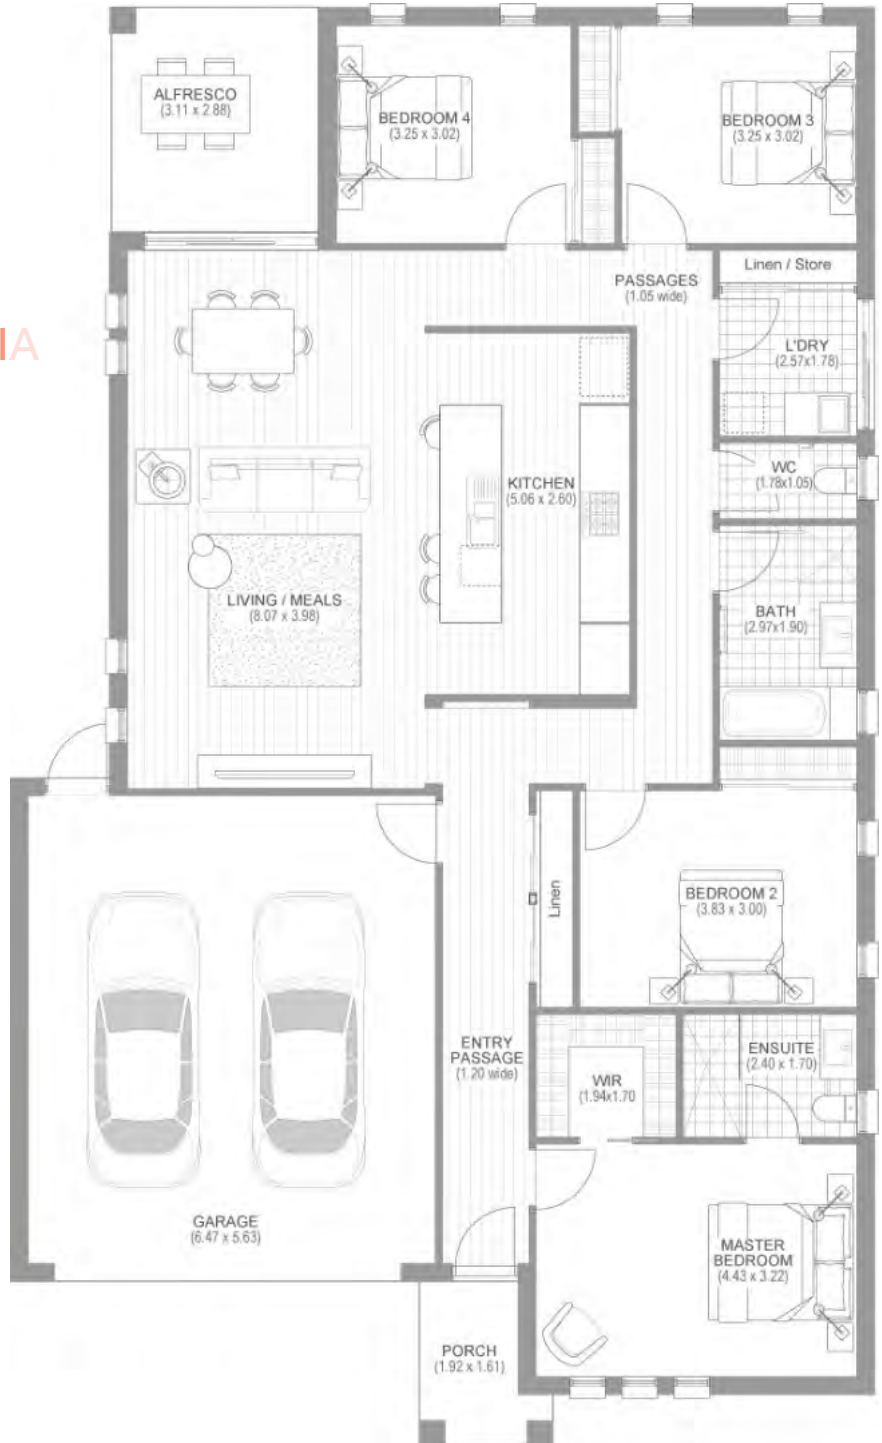 ALFRESCO
(3.11 x 2.88)
BEDROOM 4
(3.25 x 3.02)
BEDROOM 3
(3.25 x 3.02)
PASSAGES
(1.05 wide)
Linen / Store
IA
L'DRY
(2.57x1.78)
KITCHEN
(5.06 x 2.60)
WC
(1.78x1.05)
LIVING / MEALS
(8.07 x 3.98)
BATH
(2.97x1.90)
Linen
BEDROOM 2
(3.83 x 3.00)
ENTRY
PASSAGE
(1.20 wide)
WIR
(1.94x1.70
ENSUITE
(2.40 x 1.70)
GARAGE
(6.47 x 5.63)
MASTER
BEDROOM
(4.43 x 3.22)
PORCH
(1.92 x 1.61)